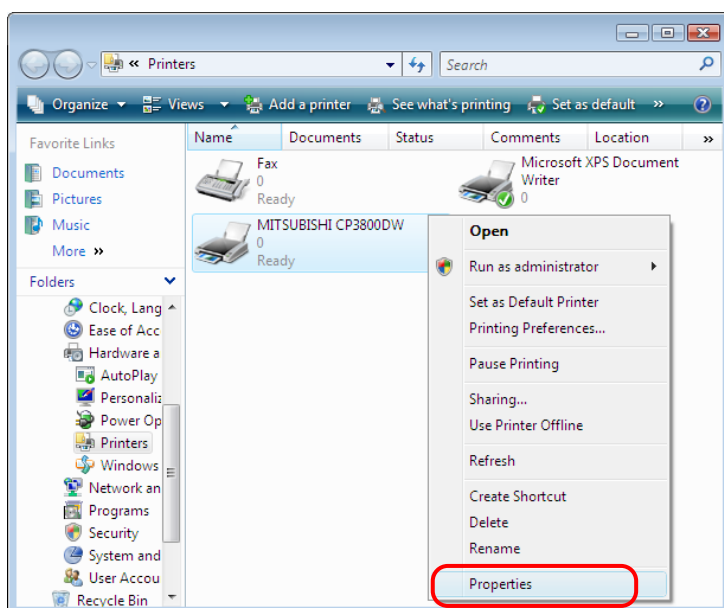 « Printers
Search
Organize Views Add a printer See what's printing Set as default »
Favorite Links
Documents
Pictures
Music
More »
Folders
Clock, Lang
Ease of Acc
Hardware a
AutoPlay
Personaliz
Power Op
Printers
Windows
Network an
Programs
Security
System and
User Accou
Recycle Bin
Name Documents Status Comments Location »
Fax
0
Ready
Microsoft XPS Document
Writer
0
MITSUBISHI CP3800DW
0
Ready
Open
Run as administrator
Set as Default Printer
Printing Preferences...
Pause Printing
Sharing...
Use Printer Offline
Refresh
Create Shortcut
Delete
Rename
Properties